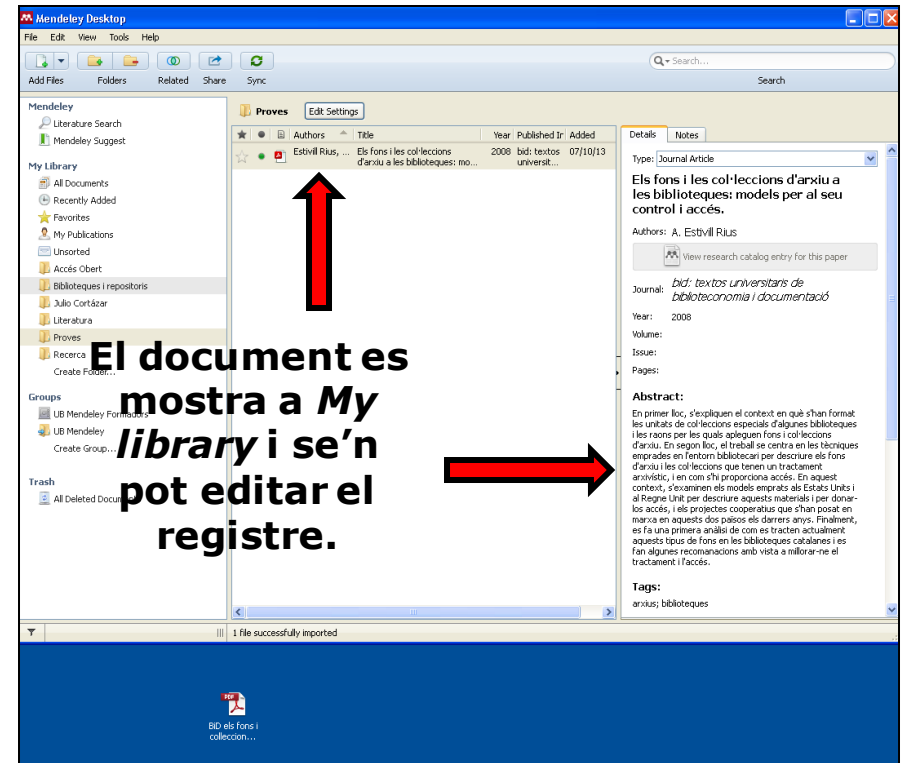 Mendeley Desktop
File Edit View Tools Help
Add Files Folders Related Share Sync
Search...
Search
Mendeley
Literature Search
Mendeley Suggest
My Library
All Documents
Recently Added
Favorites
My Publications
Unsorted
Accés Obert
Biblioteques i repositoris
Julio Cortázar
Literatura
Proves
Recerca
Create Folder...
Groups
UB Mendeley Formadors
UB Mendeley
Create Group...
Trash
All Deleted Document
Proves Edit Settings
Authors Title Year Published In Added
Estivill Rius, ... Els fons i les col·leccions 2008 bid: textos 07/10/13
d'arxiu a les biblioteques: mo... universit...
El document es
mostra a My
library i se'n
pot editar el
registre.
Details Notes
Type: Journal Article
Els fons i les col·leccions d'arxiu a
les biblioteques: models per al seu
control i accés.
Authors: A. Estivill Rius
View research catalog entry for this paper
Journal: bid: textos universitaris de
biblioteconomia i documentació
Year: 2008
Volume:
Issue:
Pages:
Abstract:
En primer lloc, s'expliquen el context en què s'han format
les unitats de col·leccions especials d'algunes biblioteques
i les raons per les quals apleguen fons i col·leccions
d'arxiu. En segon lloc, el treball se centra en les tècniques
emprades en l'entorn bibliotecari per descriure els fons
d'arxiu i les col·leccions que tenen un tractament
arxivístic, i en com s'hi proporciona accés. En aquest
context, s'examinen els models emprats als Estats Units i
al Regne Unit per descriure aquests materials i per donar-
los accés, i els projectes cooperatius que s'han posat en
marxa en aquests dos països els darrers anys. Finalment,
es fa una primera anàlisi de com es tracten actualment
aquests tipus de fons en les biblioteques catalanes i es
fan algunes recomanacions amb vista a millorar-ne el
tractament i l'accés.
Tags:
arxius; biblioteques
1 file successfully imported
PDF
BiD els fons i
colleccion...